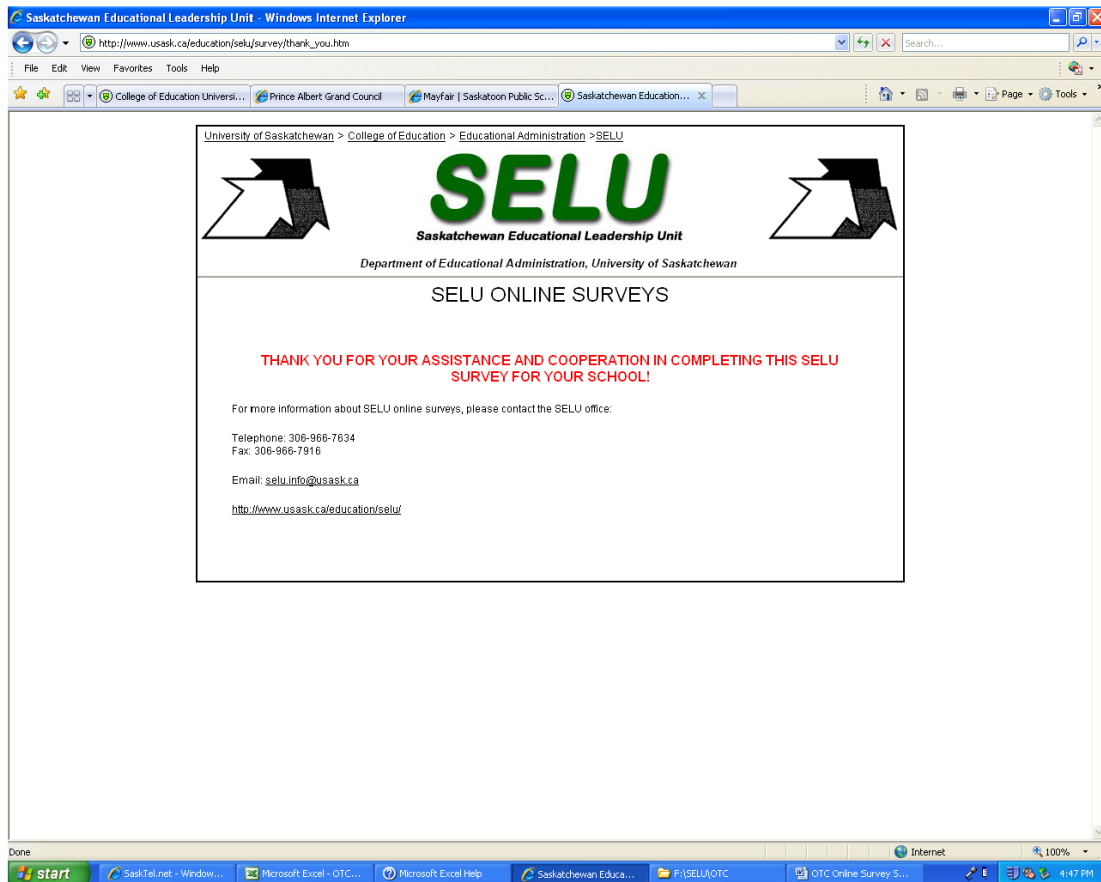 Saskatchewan Educational Leadership Unit - Windows Internet Explorer
http://www.usask.ca/education/selu/survey/thank_you.htm
Search...
File Edit View Favorites Tools Help
College of Education Universi... Prince Albert Grand Council Mayfair | Saskatoon Public Sc... Saskatchewan Education... X Page Tools
University of Saskatchewan > College of Education > Educational Administration >SELU
SELU
Saskatchewan Educational Leadership Unit
Department of Educational Administration, University of Saskatchewan
SELU ONLINE SURVEYS
THANK YOU FOR YOUR ASSISTANCE AND COOPERATION IN COMPLETING THIS SELU
SURVEY FOR YOUR SCHOOL!
For more information about SELU online surveys, please contact the SELU office:
Telephone: 306-966-7634
Fax: 306-966-7916
Email: selu.info@usask.ca
http://www.usask.ca/education/selu/
Done Internet 100%
start SaskTel.net - Window... Microsoft Excel - OTC... Microsoft Excel Help Saskatchewan Educa... F:\SELU\OTC OTC Online Survey S... 4:47 PM